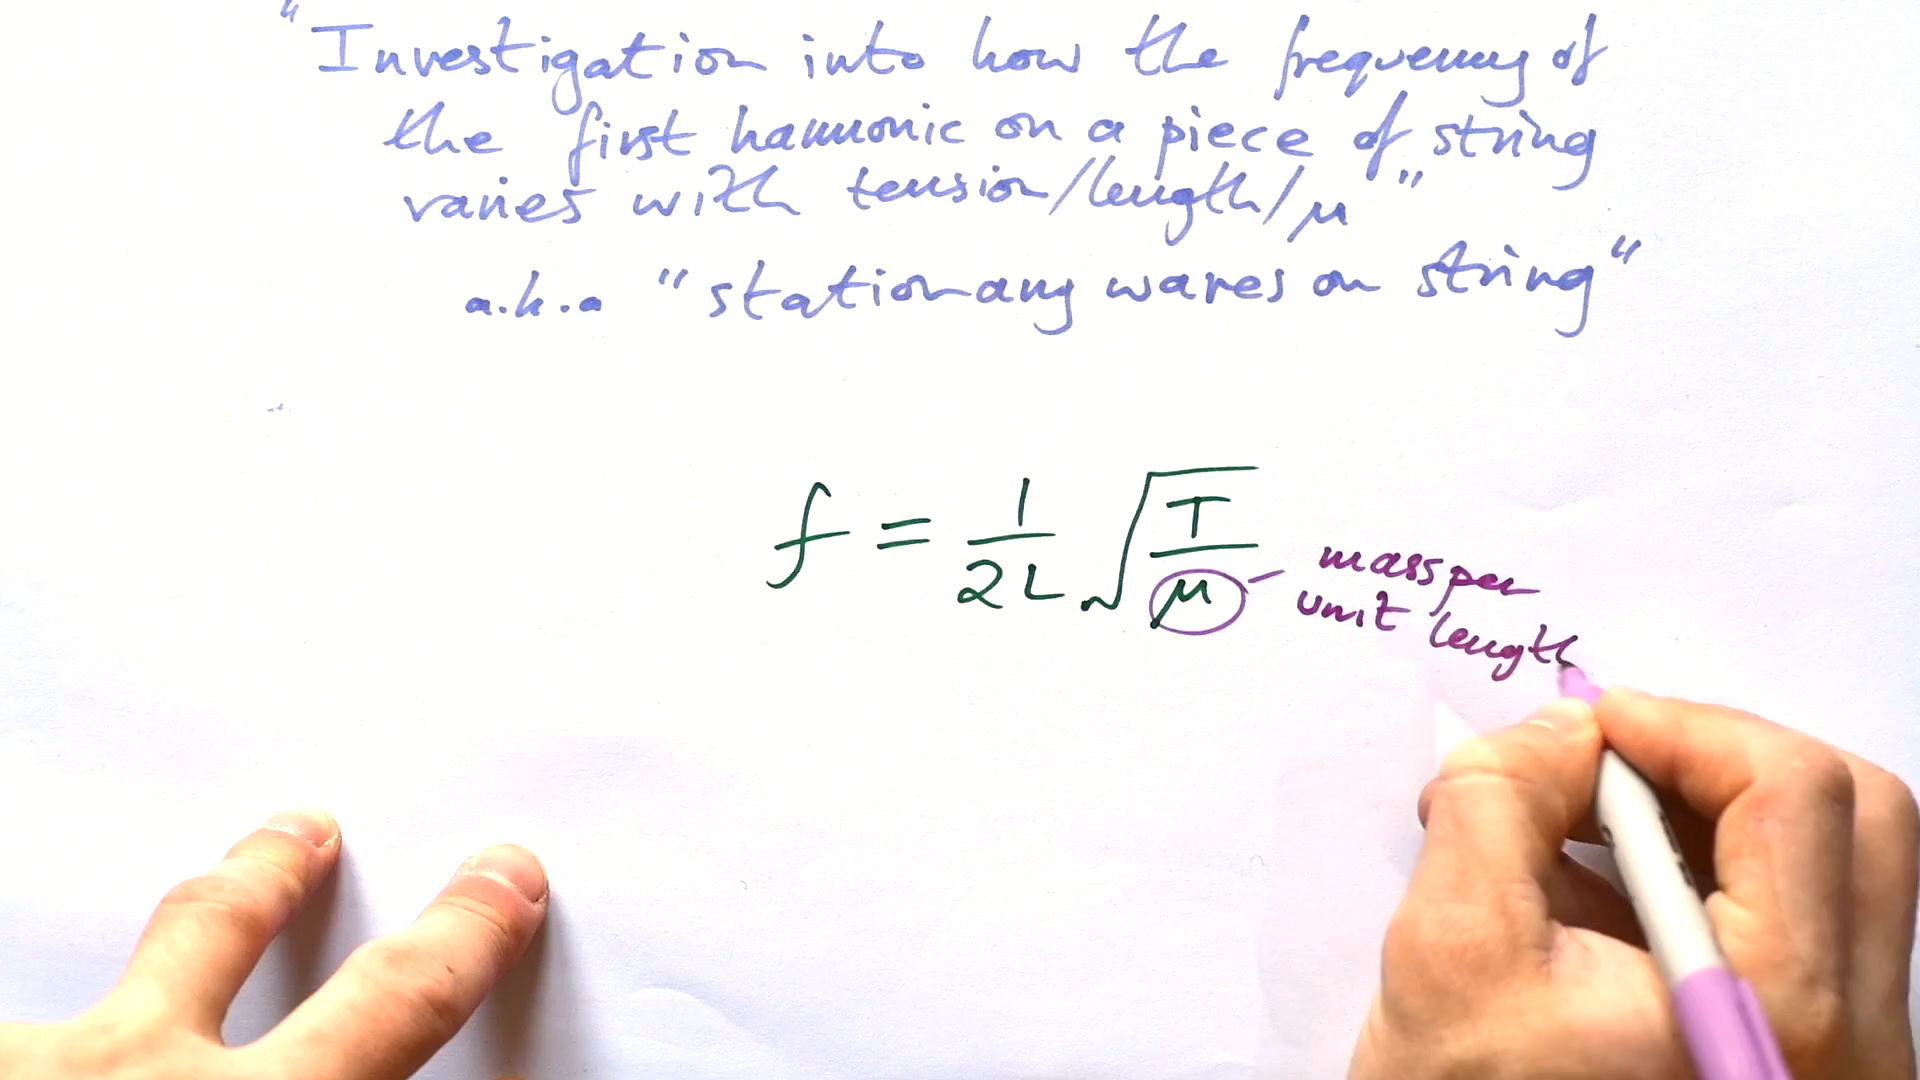 "Investigation into how the frequency of
the first harmonic on a piece of string
varies with tension/length/μ"
a.k.a "stationary waves on string"
f = 1/2L √T/μ
mass per
unit length